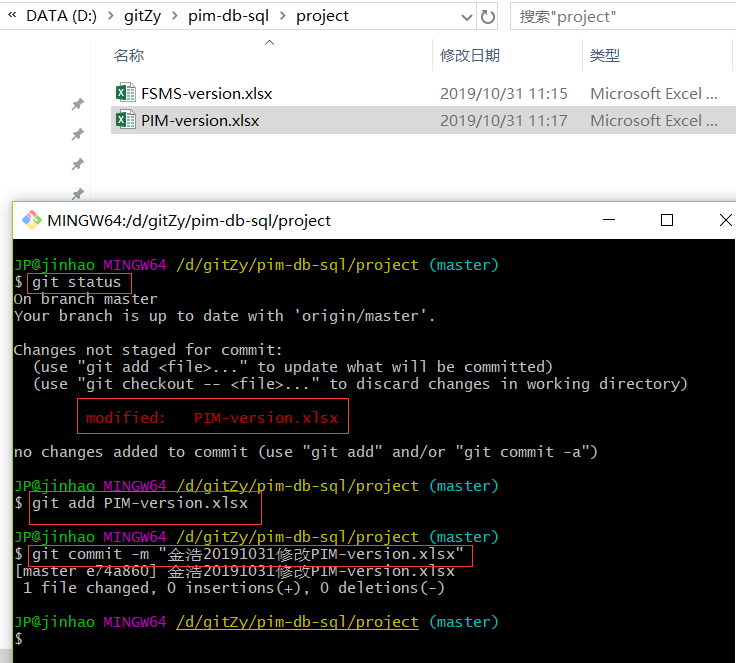 « DATA (D:) > gitZy > pim-db-sql > project
搜索"project"
名称 修改日期 类型
FSMS-version.xlsx 2019/10/31 11:15 Microsoft Excel ...
PIM-version.xlsx 2019/10/31 11:17 Microsoft Excel ...
MINGW64:/d/gitZy/pim-db-sql/project
JP@jinhao MINGW64 /d/gitZy/pim-db-sql/project (master)
$ git status
On branch master
Your branch is up to date with 'origin/master'.
Changes not staged for commit:
(use "git add <file>..." to update what will be committed)
(use "git checkout -- <file>..." to discard changes in working directory)
modified: PIM-version.xlsx
no changes added to commit (use "git add" and/or "git commit -a")
JP@jinhao MINGW64 /d/gitZy/pim-db-sql/project (master)
$ git add PIM-version.xlsx
JP@jinhao MINGW64 /d/gitZy/pim-db-sql/project (master)
$ git commit -m "金浩20191031修改PIM-version.xlsx"
[master e74a860] 金浩20191031修改PIM-version.xlsx
1 file changed, 0 insertions(+), 0 deletions(-)
JP@jinhao MINGW64 /d/gitZy/pim-db-sql/project (master)
$